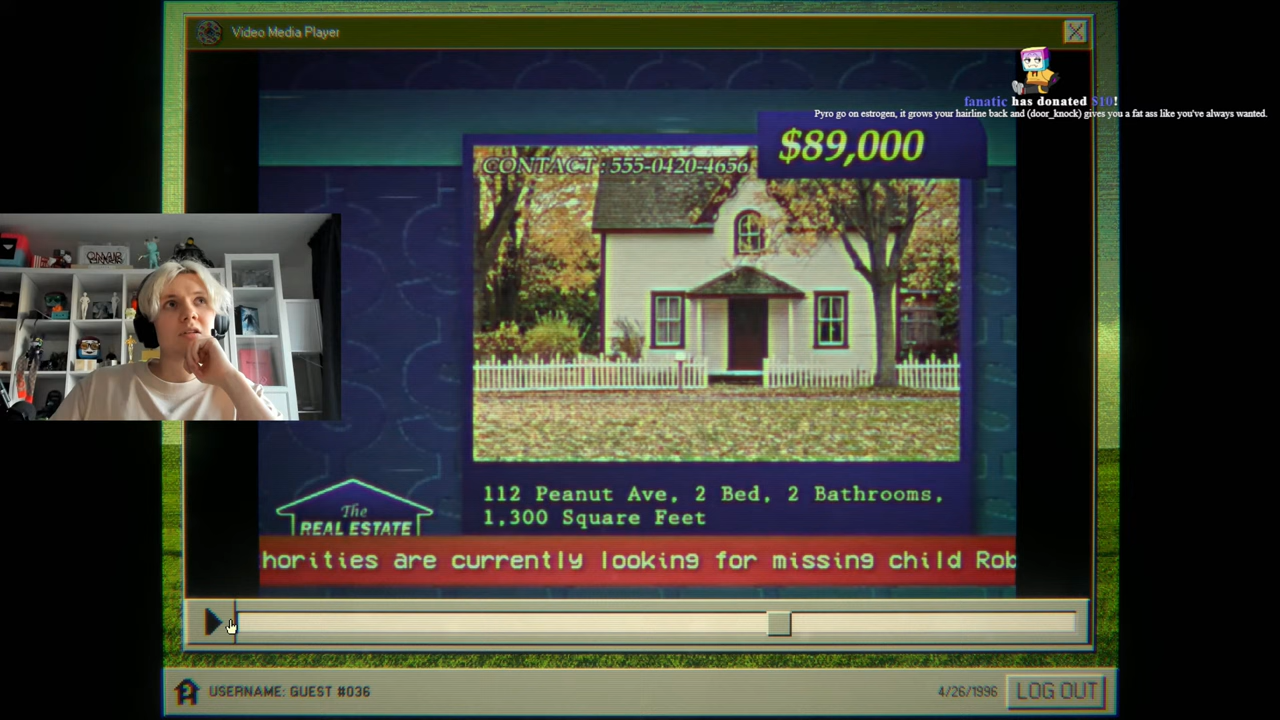 Video Media Player
fanatic has donated $10!
Pyro go on estrogen, it grows your hairline back and (door_knock) gives you a fat ass like you've always wanted.
$89,000
CONTACT : 555-0420-4656
112 Peanut Ave, 2 Bed, 2 Bathrooms,
1,300 Square Feet
The
REAL ESTATE
horities are currently looking for missing child Rob
USERNAME: GUEST #036
4/26/1996
LOG OUT